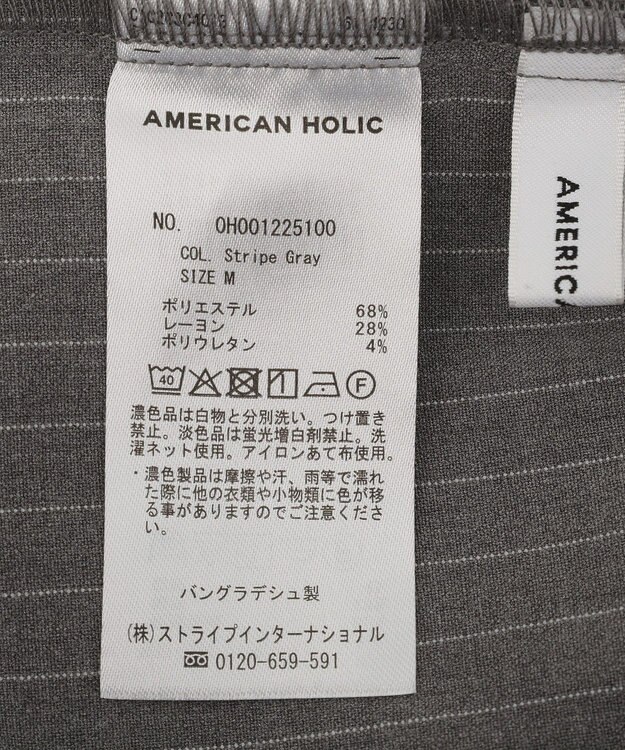 AMERICAN HOLIC
NO. OH001225100
COL. Stripe Gray
SIZE M
ポリエステル 68%
レーヨン 28%
ポリウレタン 4%
40
F
濃色品は白物と分別洗い。つけ置き
禁止。淡色品は蛍光増白剤禁止。洗
濯ネット使用。アイロンあて布使用。
・濃色製品は摩擦や汗、雨等で濡れ
た際に他の衣類や小物類に色が移
る事がありますのでご注意くださ
い。
バングラデシュ製
(株)ストライプインターナショナル
0120-659-591
AMERICA